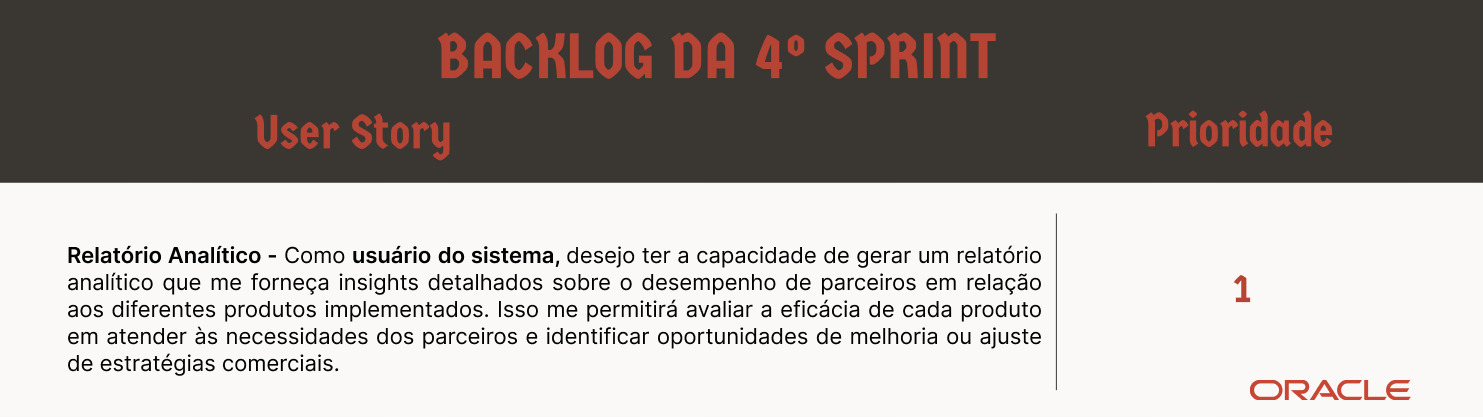 BACKLOG DA 4º SPRINT
User Story
Prioridade
Relatório Analítico - Como usuário do sistema, desejo ter a capacidade de gerar um relatório
analítico que me forneça insights detalhados sobre o desempenho de parceiros em relação
aos diferentes produtos implementados. Isso me permitirá avaliar a eficácia de cada produto
em atender às necessidades dos parceiros e identificar oportunidades de melhoria ou ajuste
de estratégias comerciais.
1
ORACLE